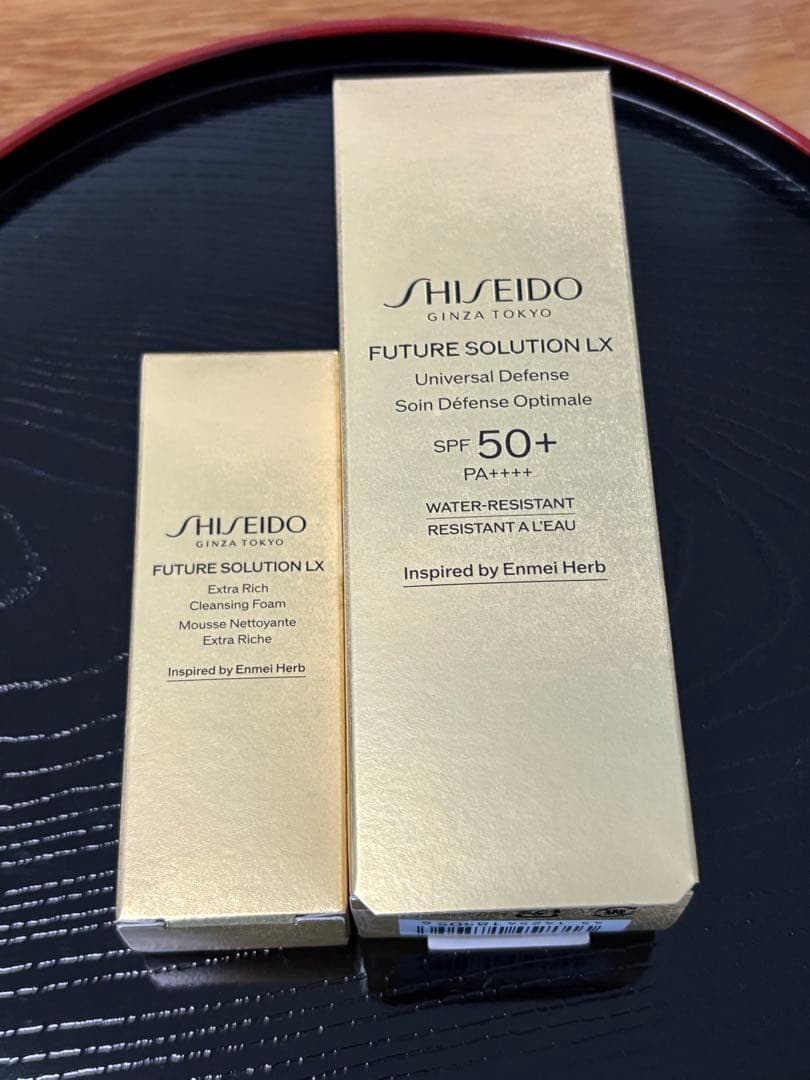 SHISEIDO
GINZA TOKYO
FUTURE SOLUTION LX
Extra Rich
Cleansing Foam
Mousse Nettoyante
Extra Riche
Inspired by Enmei Herb
SHISEIDO
GINZA TOKYO
FUTURE SOLUTION LX
Universal Defense
Soin Défense Optimale
SPF 50+
PA++++
WATER-RESISTANT
RESISTANT A L'EAU
Inspired by Enmei Herb